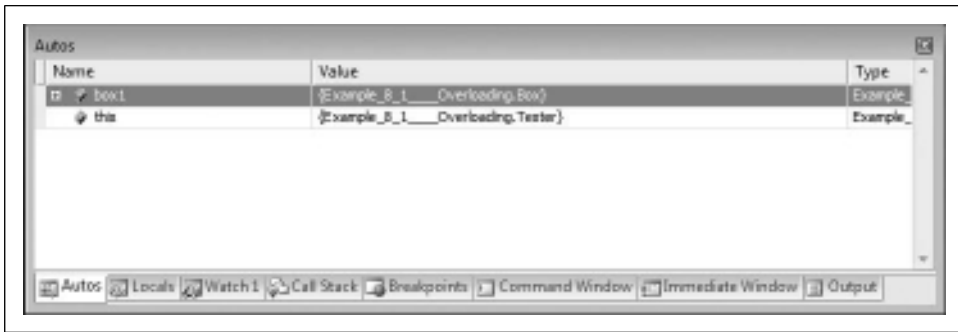 Autos
Name Value Type
box1 {Example_8_1____Overloading.Box} Example_
this {Example_8_1____Overloading.Tester} Example_
Autos Locals Watch 1 Call Stack Breakpoints Command Window Immediate Window Output